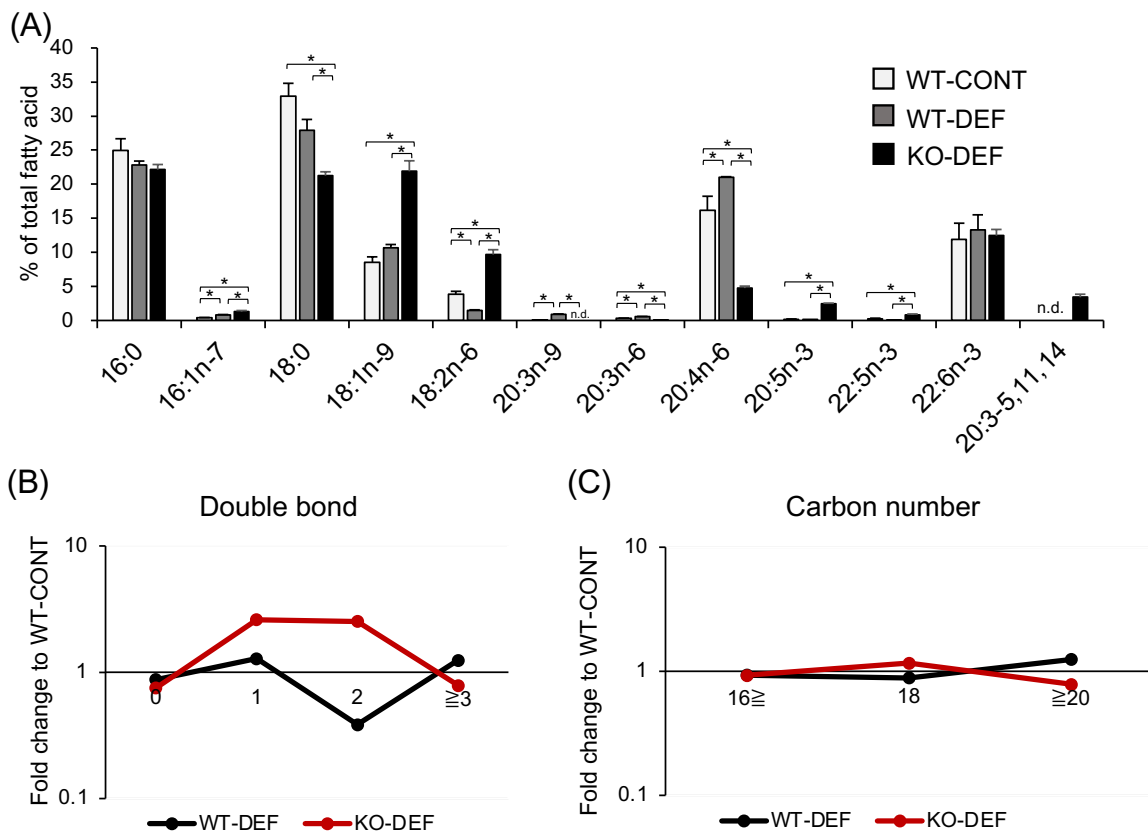 (A)
% of total fatty acid
40
35
30
25
20
15
10
5
0
WT-CONT
WT-DEF
KO-DEF
* * * * * * * * * * * * * * * * * * * * * *
n.d.
n.d.
16:0
16:1n-7
18:0
18:1n-9
18:2n-6
20:3n-9
20:3n-6
20:4n-6
20:5n-3
22:5n-3
22:6n-3
20:3-5,11,14
(B)
Double bond
Fold change to WT-CONT
10
1
0.1
0 1 2 ≧3
WT-DEF KO-DEF
(C)
Carbon number
Fold change to WT-CONT
10
1
0.1
16≧ 18 ≧20
WT-DEF KO-DEF